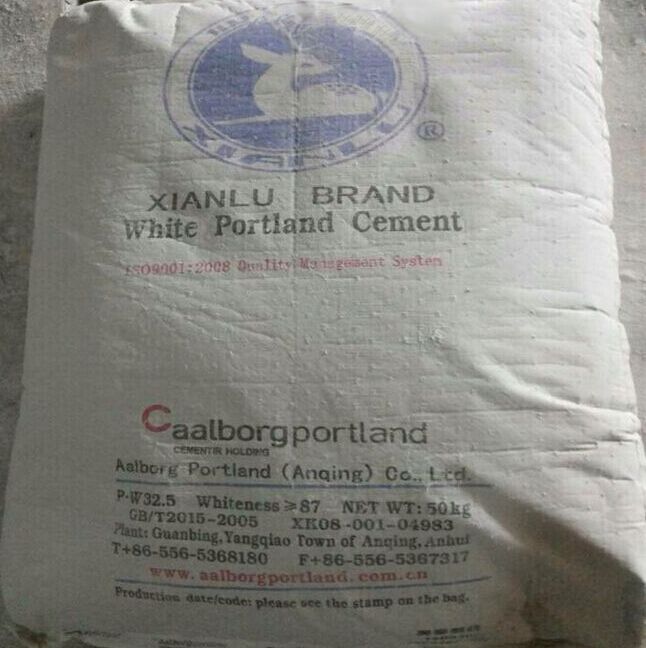 XIANLU BRAND
White Portland Cement
ISO9001:2008 Quality Management System
aalborgportland
CEMENTIR HOLDING
Aalborg Portland (Anqing) Co., Ltd.
P·W32.5 Whiteness≥87 NET WT: 50kg
GB/T2015-2005 XK08-001-04983
Plant: Guanbing, Yangqiao Town of Anqing, Anhui
T+86-556-5368180 F+86-556-5367317
www.aalborgportland.com.cn
Production date/code: please see the stamp on the bag.
aalborgportland